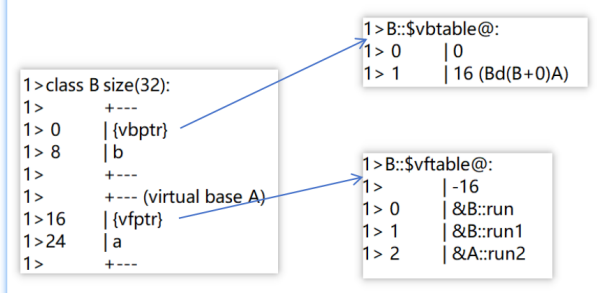 1>class B size(32):
1> +---
1> 0 | {vbptr}
1> 8 | b
1> +---
1> +--- (virtual base A)
1>16 | {vfptr}
1>24 | a
1> +---
1>B::$vbtable@:
1> 0 | 0
1> 1 | 16 (Bd(B+0)A)
1>B::$vftable@:
1> | -16
1> 0 | &B::run
1> 1 | &B::run1
1> 2 | &A::run2